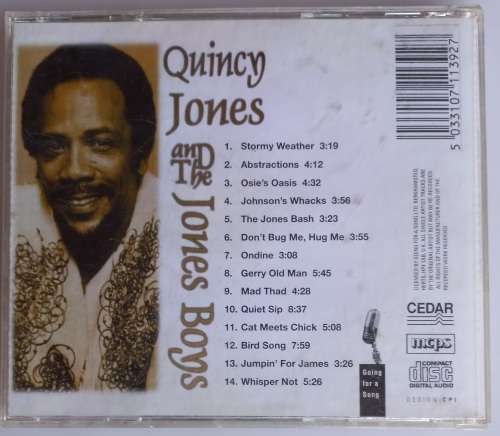 Quincy
Jones
anD
The
Jones Boys
1. Stormy Weather 3:19
2. Abstractions 4:12
3. Osie's Oasis 4:32
4. Johnson's Whacks 3:56
5. The Jones Bash 3:23
6. Don't Bug Me, Hug Me 3:55
7. Ondine 3:08
8. Gerry Old Man 5:45
9. Mad Thad 4:28
10. Quiet Sip 8:37
11. Cat Meets Chick 5:08
12. Bird Song 7:59
13. Jumpin' For James 3:26
14. Whisper Not 5:26
Going
for a
Song
5 033107 113927
CEDAR
mcps
COMPACT
disc
DIGITAL AUDIO
DESIGN: CPI